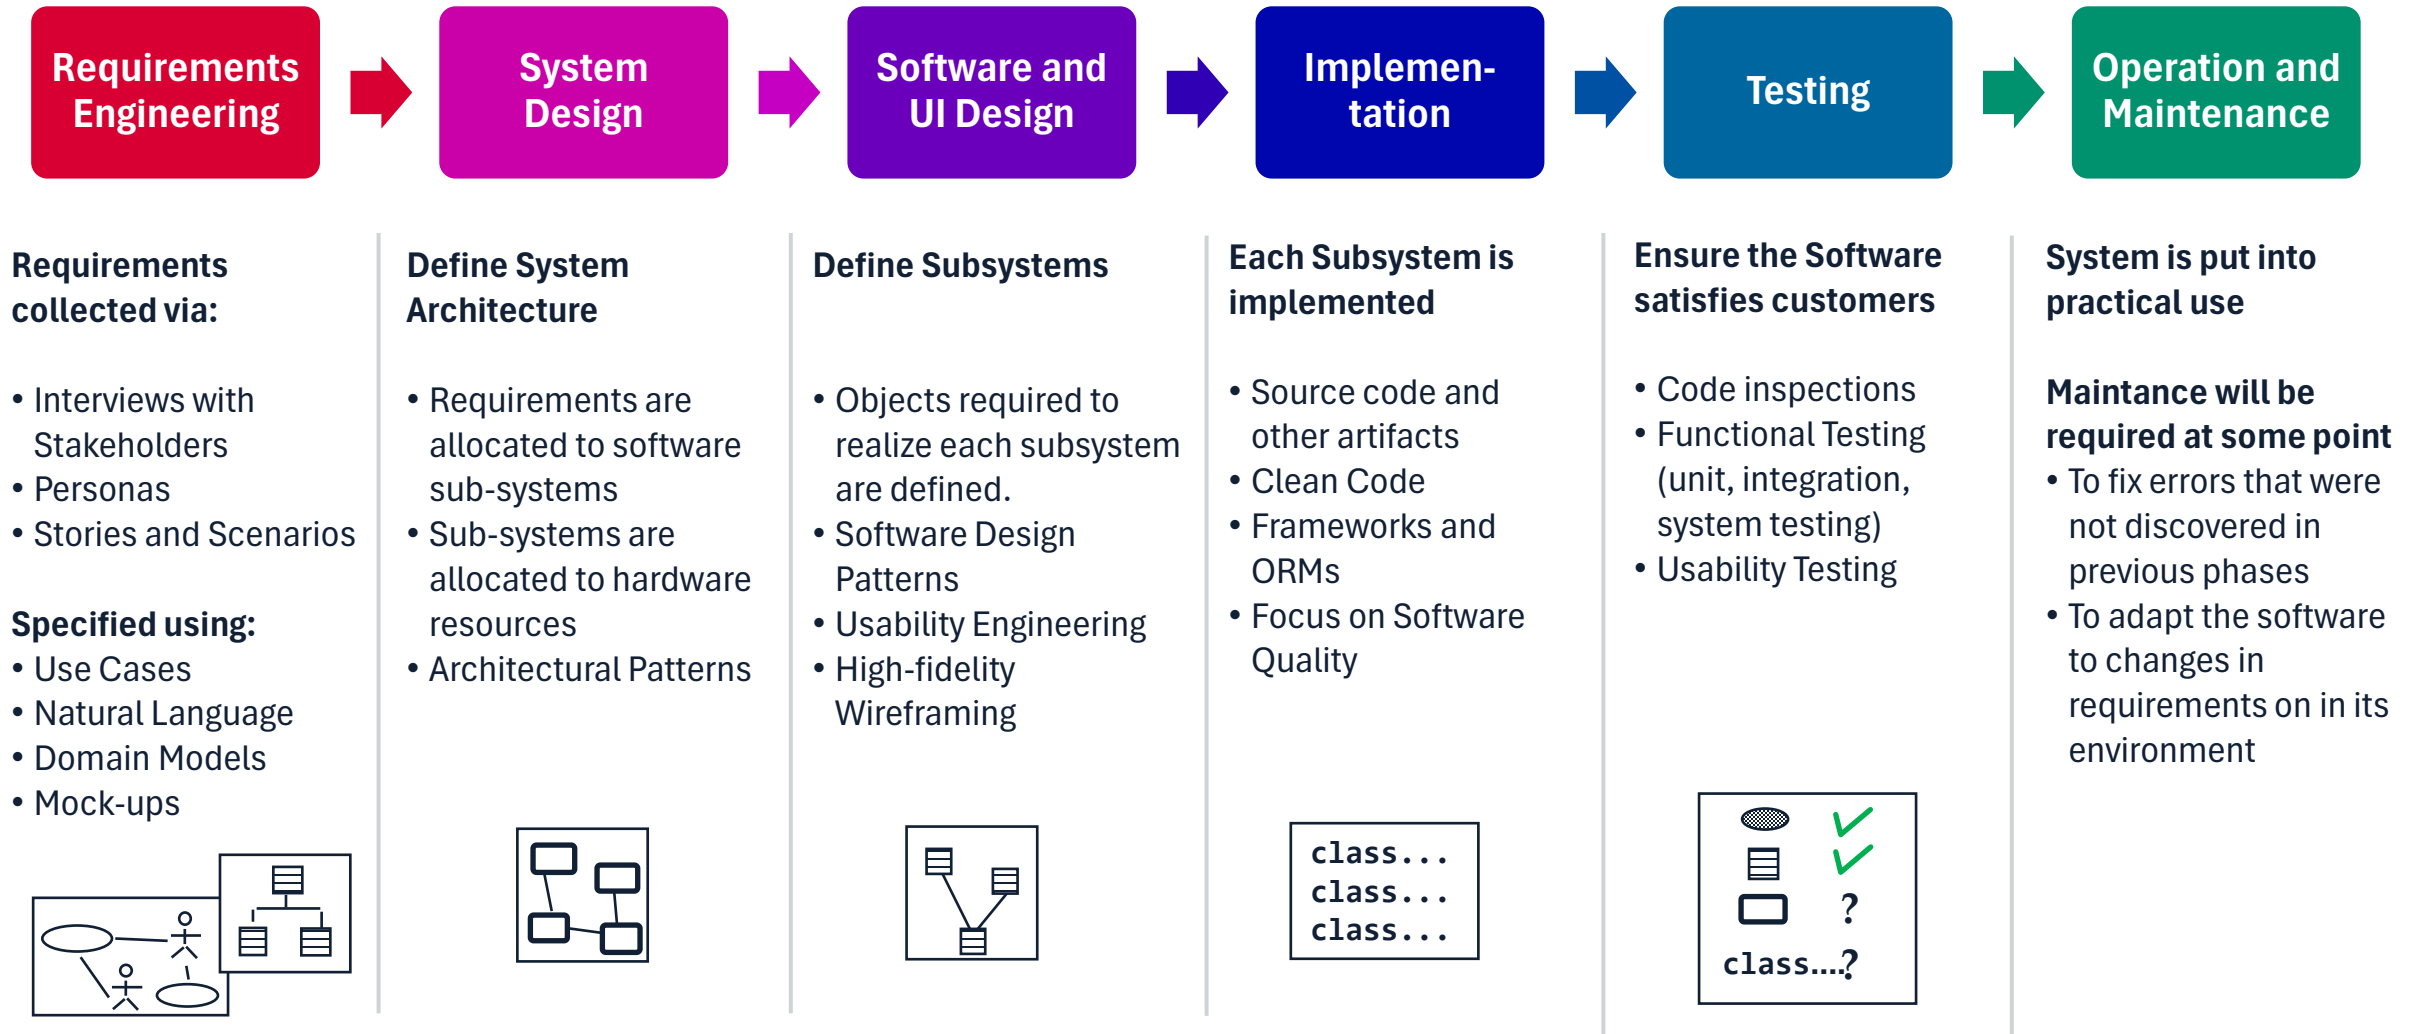 Requirements
Engineering
System
Design
Software and
UI Design
Implemen-
tation
Testing
Operation and
Maintenance
Requirements
collected via:
• Interviews with
Stakeholders
• Personas
• Stories and Scenarios
Specified using:
• Use Cases
• Natural Language
• Domain Models
• Mock-ups
Define System
Architecture
• Requirements are
allocated to software
sub-systems
• Sub-systems are
allocated to hardware
resources
• Architectural Patterns
Define Subsystems
• Objects required to
realize each subsystem
are defined.
• Software Design
Patterns
• Usability Engineering
• High-fidelity
Wireframing
Each Subsystem is
implemented
• Source code and
other artifacts
• Clean Code
• Frameworks and
ORMs
• Focus on Software
Quality
class...
class...
class...
Ensure the Software
satisfies customers
• Code inspections
• Functional Testing
(unit, integration,
system testing)
• Usability Testing
?
class....?
System is put into
practical use
Maintance will be
required at some point
• To fix errors that were
not discovered in
previous phases
• To adapt the software
to changes in
requirements on in its
environment